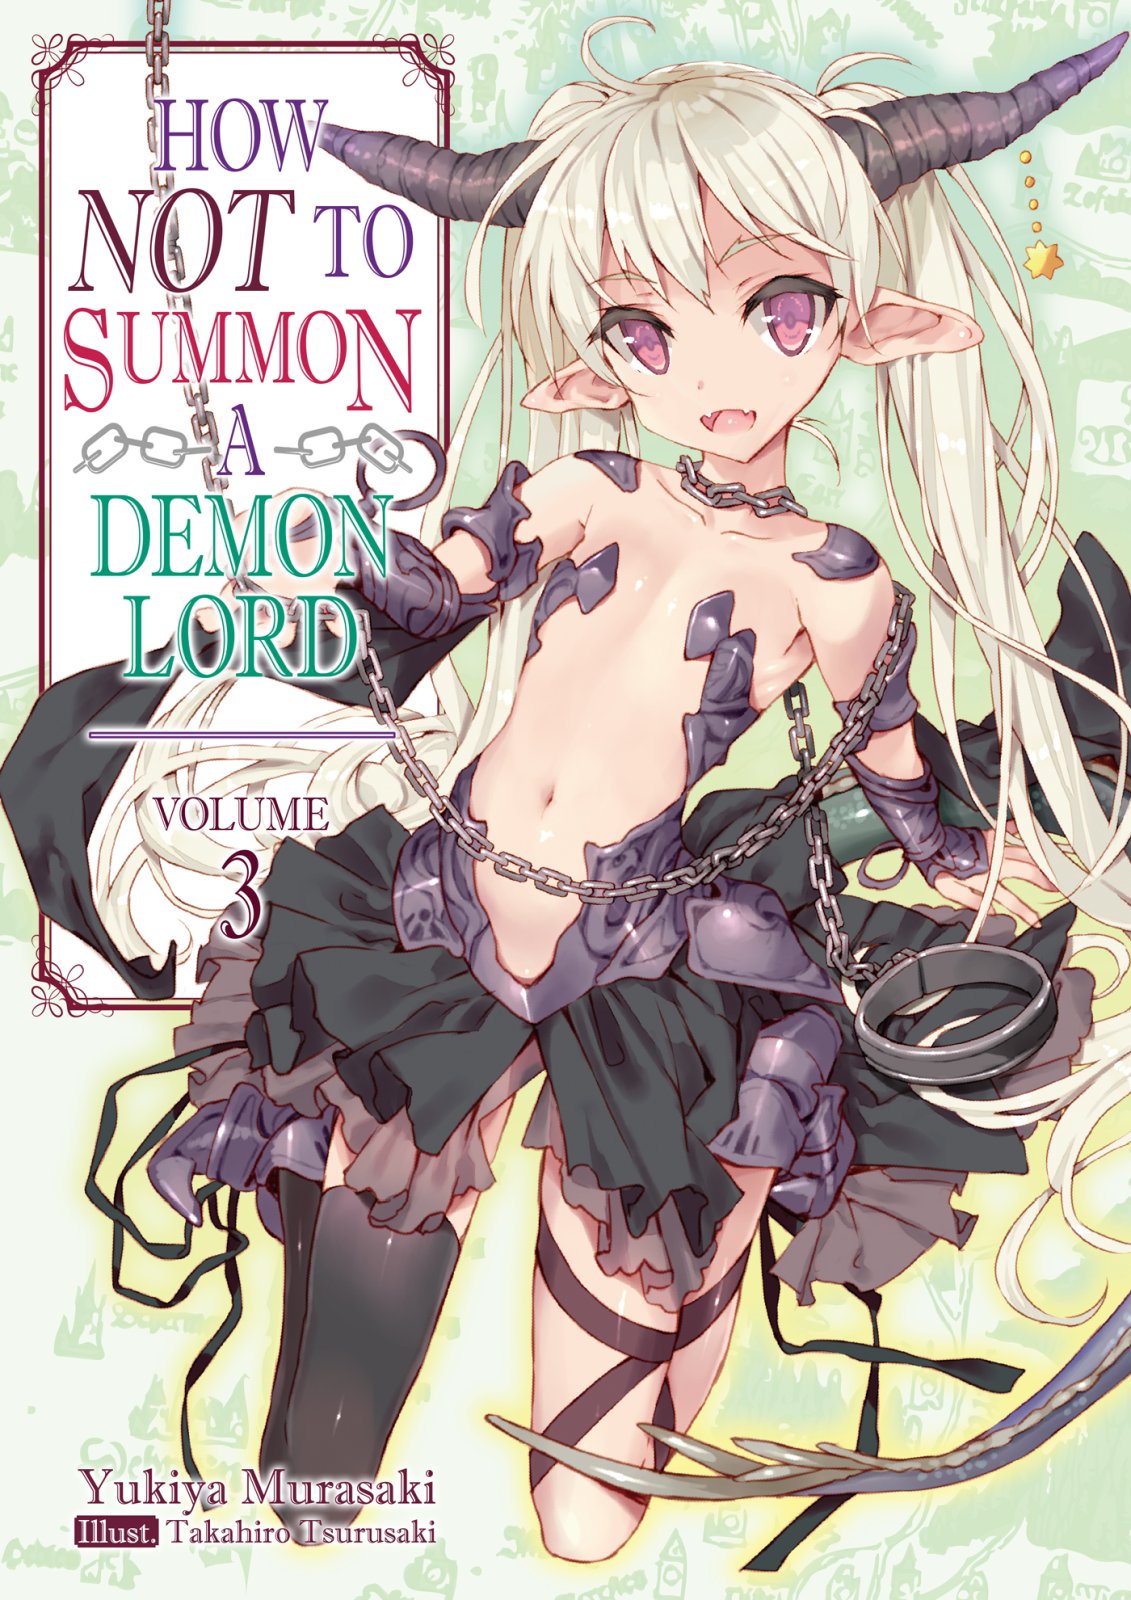 HOW
NOT TO
SUMMON
A
DEMON
LORD
VOLUME
3
Yukiya Murasaki
Illust. Takahiro Tsurusaki